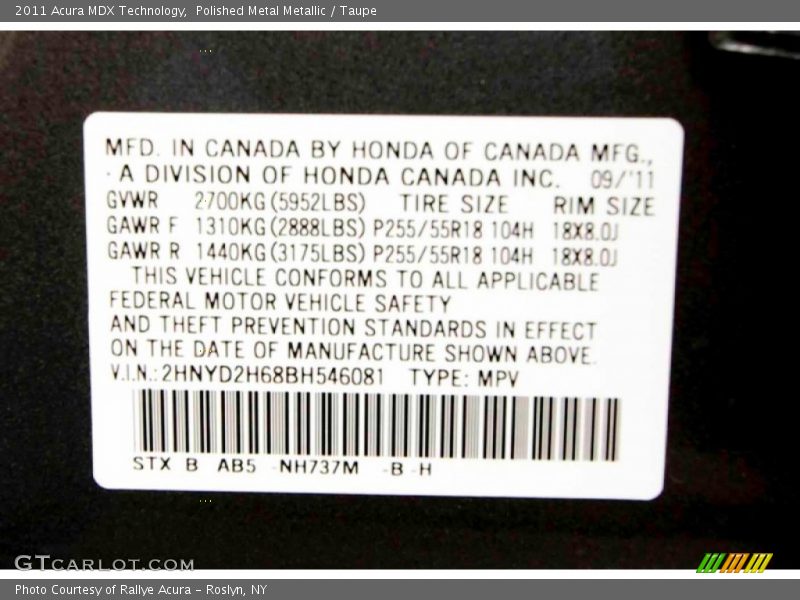 2011 Acura MDX Technology,  Polished Metal Metallic / Taupe
MFD. IN CANADA BY HONDA OF CANADA MFG.,
A DIVISION OF HONDA CANADA INC. 09/'11
GVWR 2700KG(5952LBS) TIRE SIZE RIM SIZE
GAWR F 1310KG(2888LBS) P255/55R18 104H 18X8.0J
GAWR R 1440KG(3175LBS) P255/55R18 104H 18X8.0J
THIS VEHICLE CONFORMS TO ALL APPLICABLE
FEDERAL MOTOR VEHICLE SAFETY
AND THEFT PREVENTION STANDARDS IN EFFECT
ON THE DATE OF MANUFACTURE SHOWN ABOVE.
V.I.N.:2HNYD2H68BH546081 TYPE: MPV
STX B AB5 -NH737M -B -H
GTCARLOT.COM
Photo Courtesy of Rallye Acura – Roslyn, NY